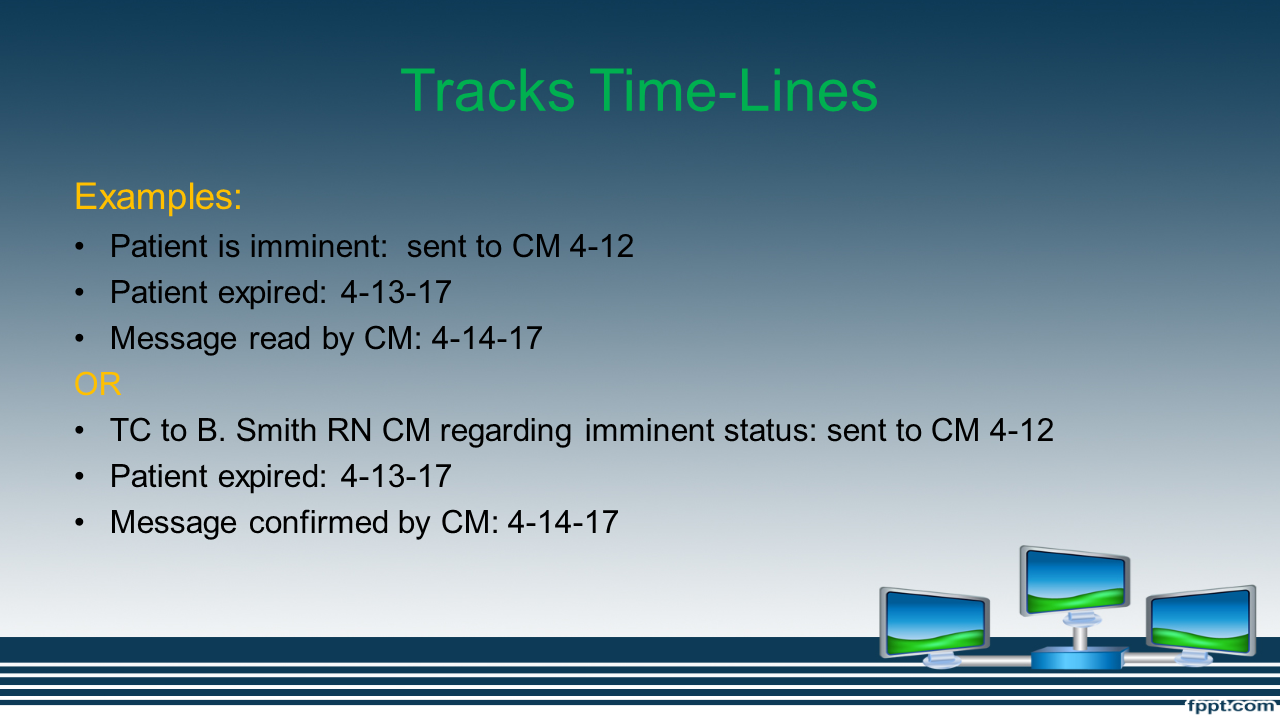 Tracks Time-Lines
Examples:
• Patient is imminent:  sent to CM 4-12
• Patient expired: 4-13-17
• Message read by CM: 4-14-17
OR
• TC to B. Smith RN CM regarding imminent status: sent to CM 4-12
• Patient expired: 4-13-17
• Message confirmed by CM: 4-14-17
fppt.com